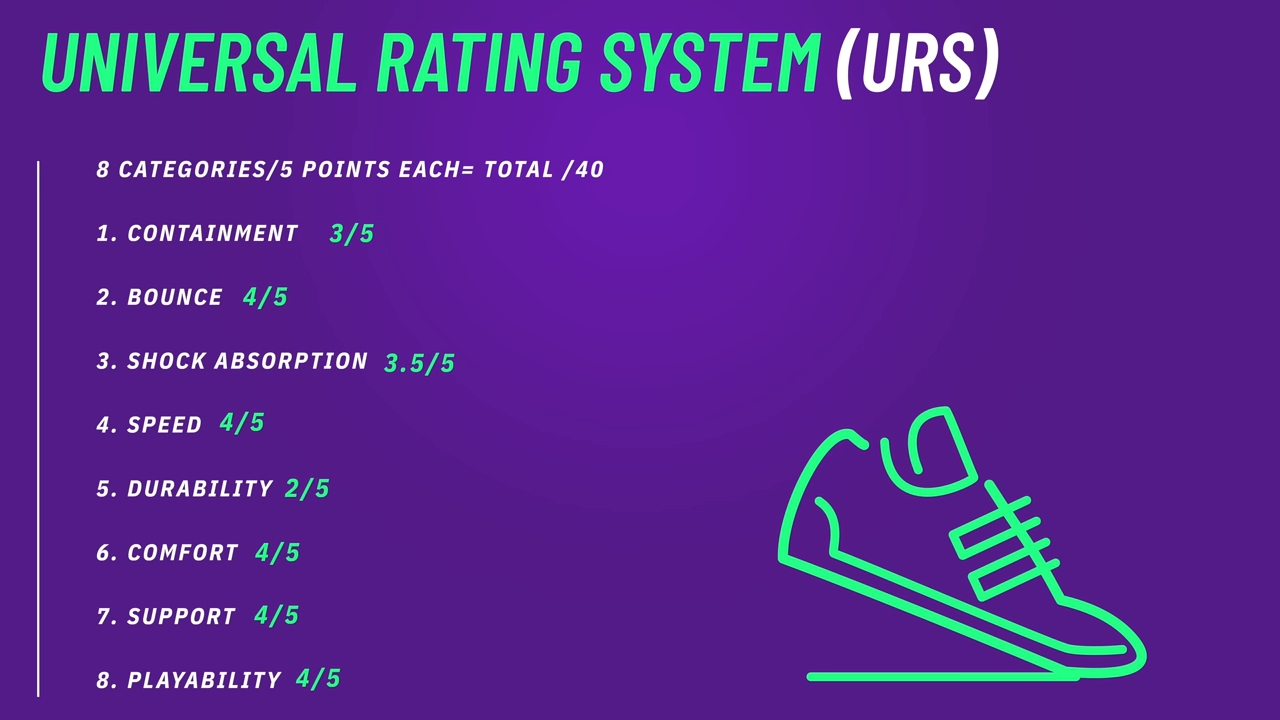 UNIVERSAL RATING SYSTEM (URS)
8 CATEGORIES/5 POINTS EACH= TOTAL /40
1. CONTAINMENT 3/5
2. BOUNCE 4/5
3. SHOCK ABSORPTION 3.5/5
4. SPEED 4/5
5. DURABILITY 2/5
6. COMFORT 4/5
7. SUPPORT 4/5
8. PLAYABILITY 4/5